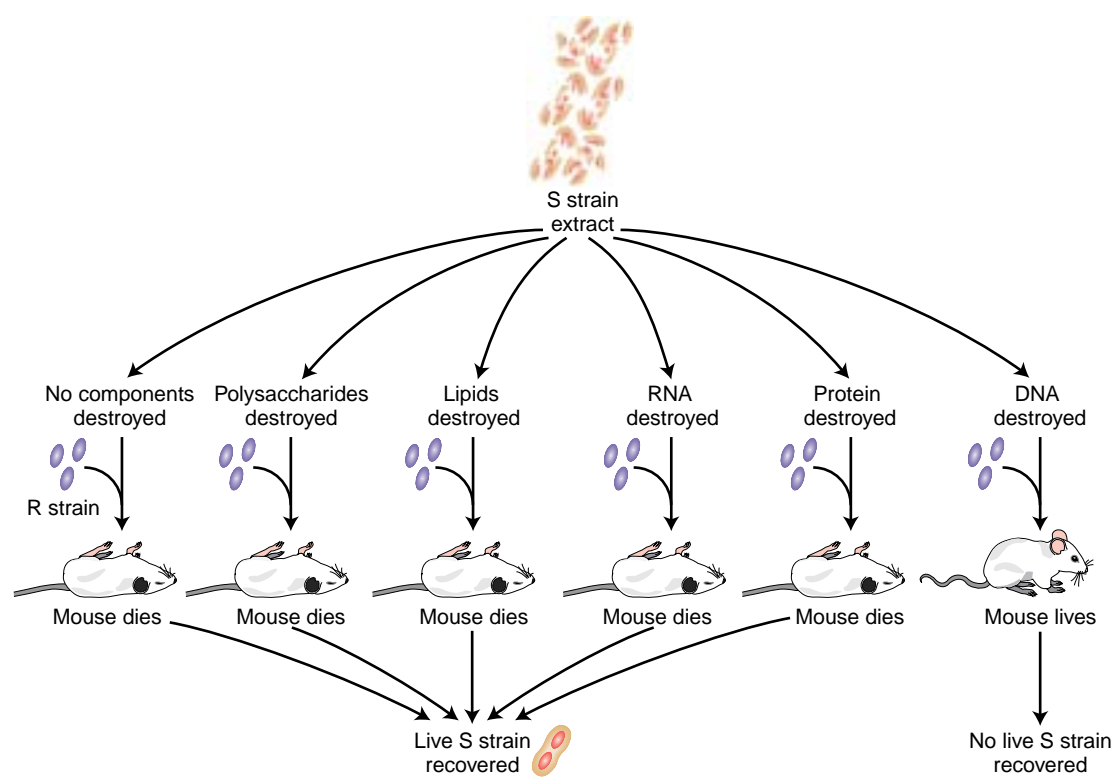 S strain
extract
No components
destroyed
Polysaccharides
destroyed
Lipids
destroyed
RNA
destroyed
Protein
destroyed
DNA
destroyed
R strain
Mouse dies
Mouse dies
Mouse dies
Mouse dies
Mouse dies
Mouse lives
Live S strain
recovered
No live S strain
recovered